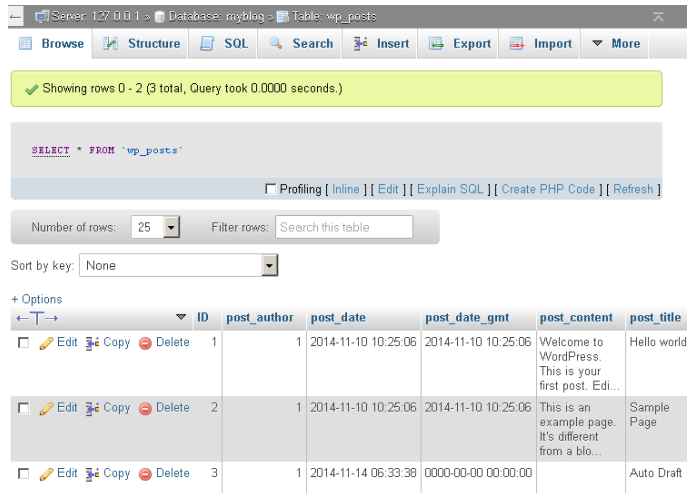 Server: 127.0.0.1 » Database: myblog » Table: wp_posts
Browse Structure SQL Search Insert Export Import More
Showing rows 0 - 2 (3 total, Query took 0.0000 seconds.)
SELECT * FROM `wp_posts`
Profiling [ Inline ] [ Edit ] [ Explain SQL ] [ Create PHP Code ] [ Refresh ]
Number of rows: 25 Filter rows: Search this table
Sort by key: None
+ Options
←T→ ID post_author post_date post_date_gmt post_content post_title
Edit Copy Delete 1 1 2014-11-10 10:25:06 2014-11-10 10:25:06 Welcome to Hello world
WordPress.
This is your
first post. Edi...
Edit Copy Delete 2 1 2014-11-10 10:25:06 2014-11-10 10:25:06 This is an Sample
example page. Page
It's different
from a blo...
Edit Copy Delete 3 1 2014-11-14 06:33:38 0000-00-00 00:00:00 Auto Draft